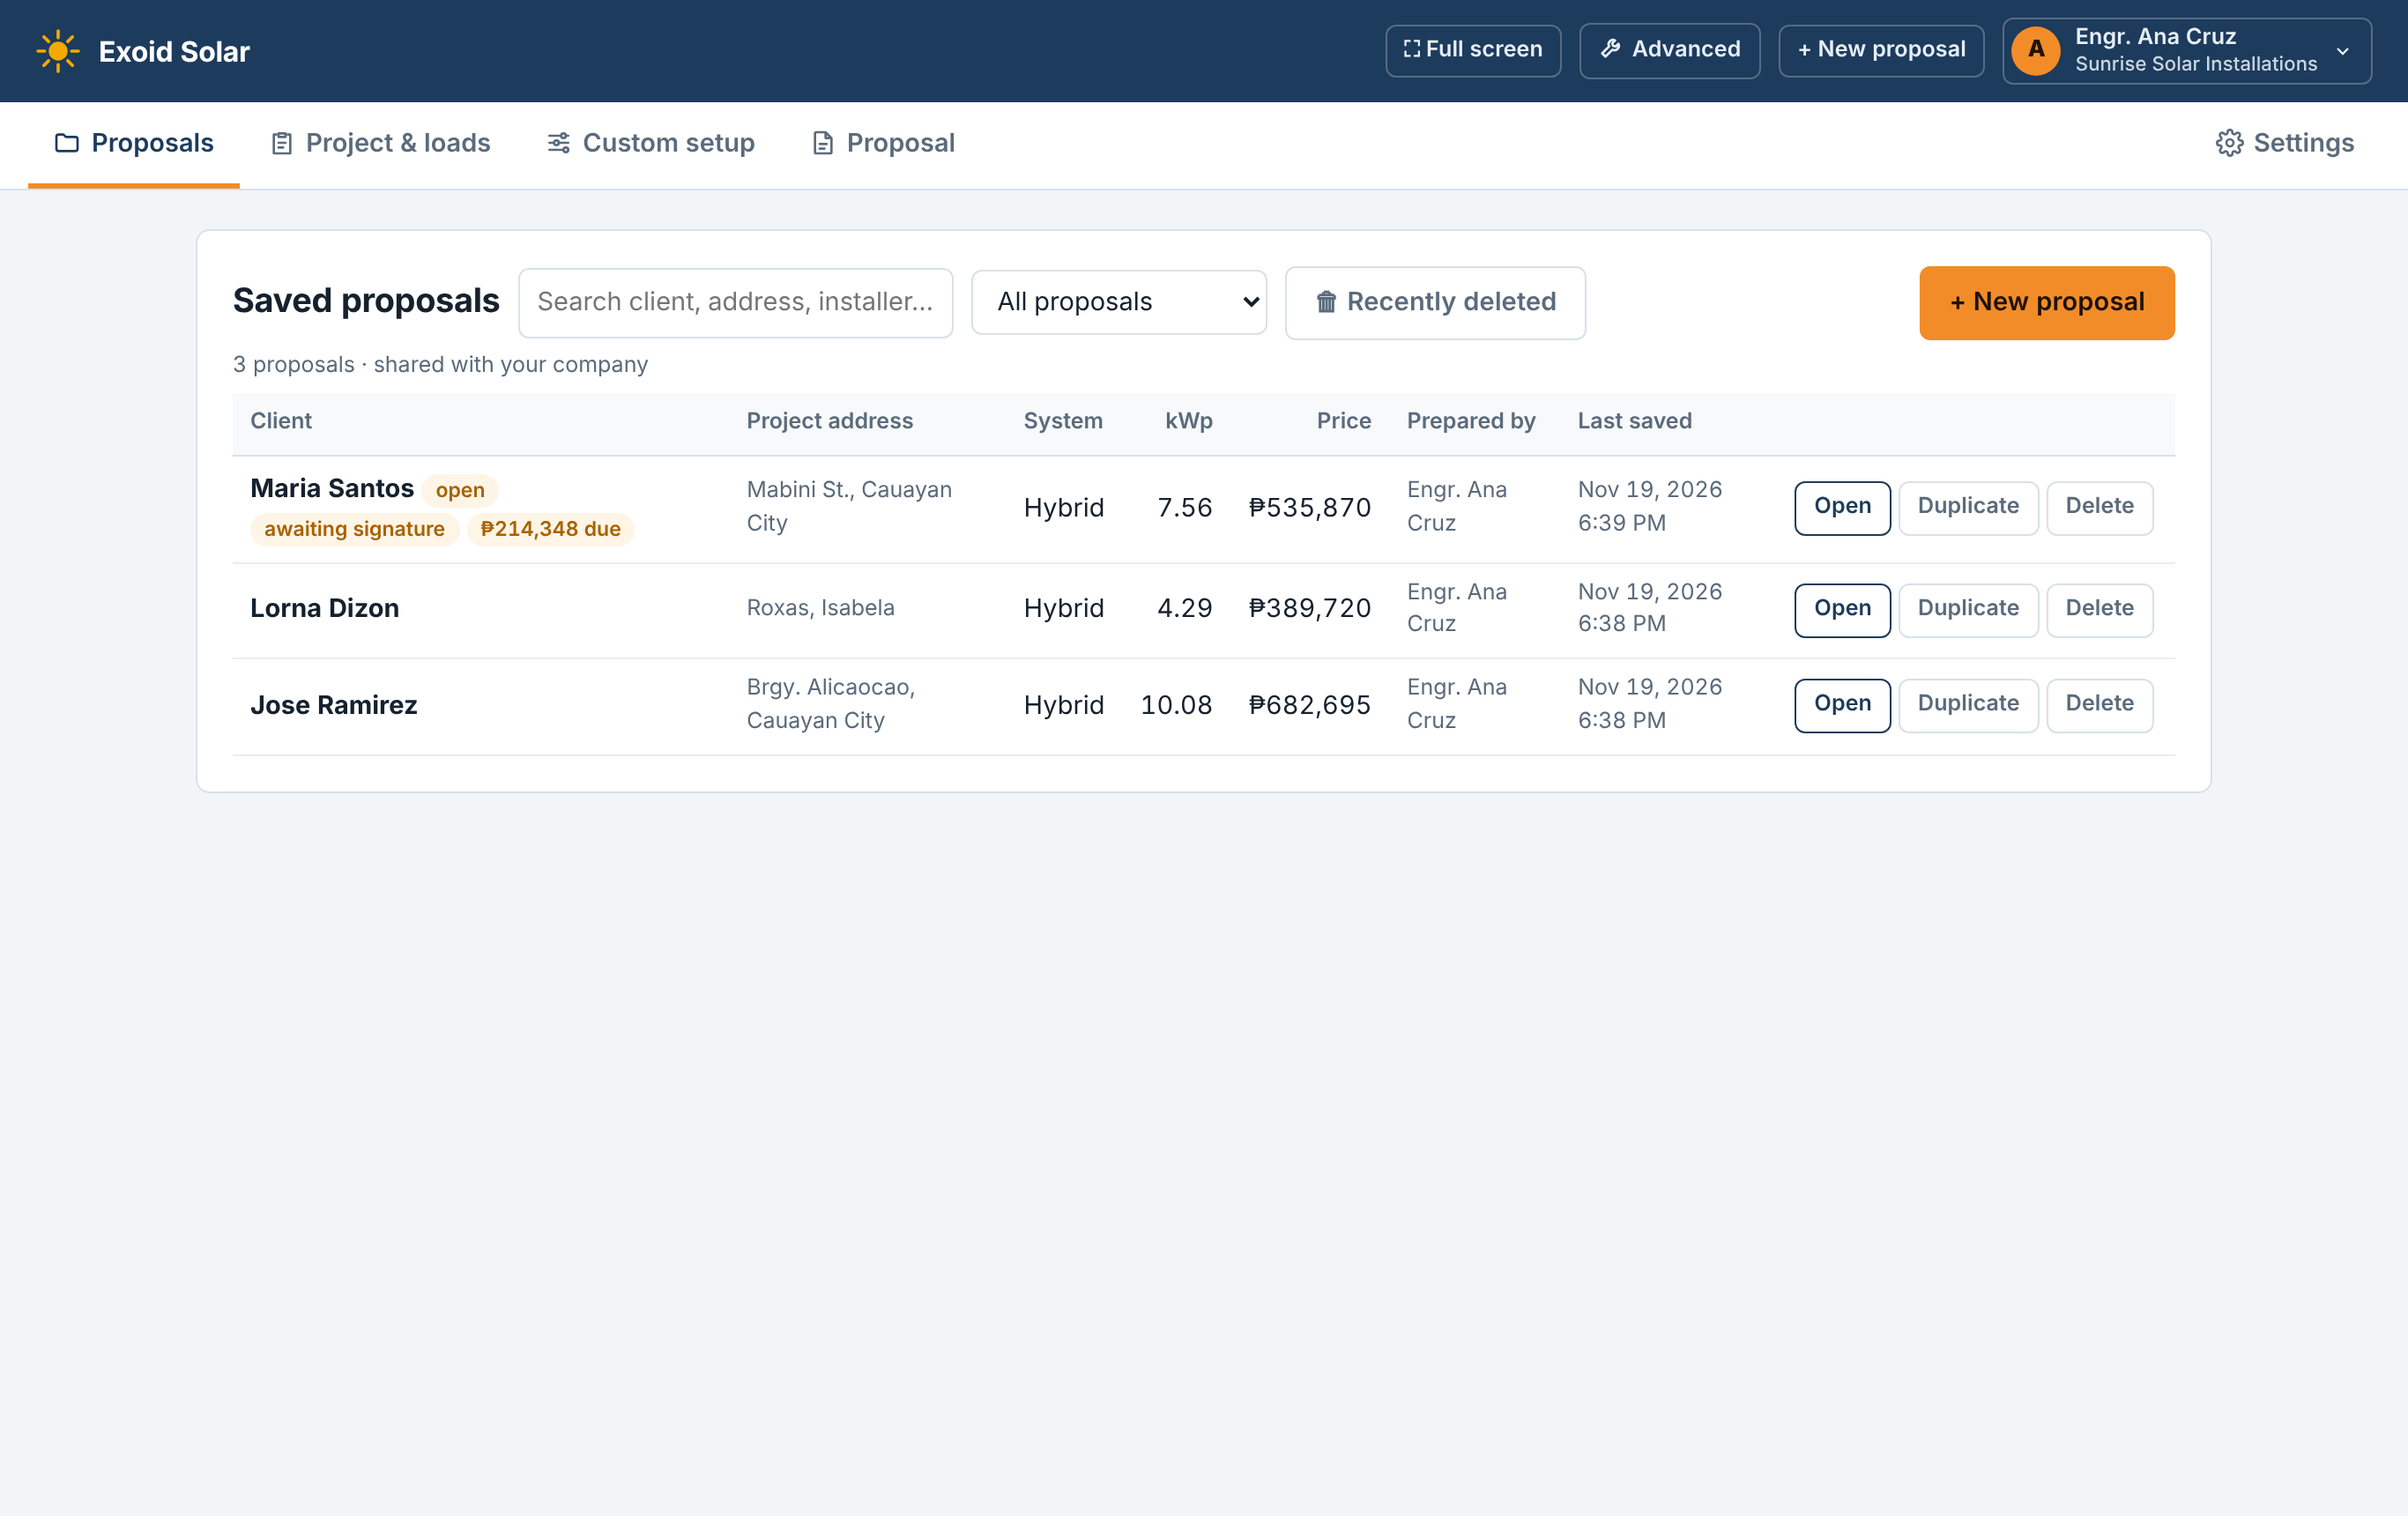 Exoid Solar
Full screen
Advanced
+ New proposal
A
Engr. Ana Cruz
Sunrise Solar Installations
Proposals
Project & loads
Custom setup
Proposal
Settings
Saved proposals
Search client, address, installer...
All proposals
Recently deleted
+ New proposal
3 proposals · shared with your company
Client Project address System kWp Price Prepared by Last saved
Maria Santos open
awaiting signature ₱214,348 due
Mabini St., Cauayan
City
Hybrid 7.56 ₱535,870
Engr. Ana
Cruz
Nov 19, 2026
6:39 PM
Open Duplicate Delete
Lorna Dizon
Roxas, Isabela
Hybrid 4.29 ₱389,720
Engr. Ana
Cruz
Nov 19, 2026
6:38 PM
Open Duplicate Delete
Jose Ramirez
Brgy. Alicaocao,
Cauayan City
Hybrid 10.08 ₱682,695
Engr. Ana
Cruz
Nov 19, 2026
6:38 PM
Open Duplicate Delete